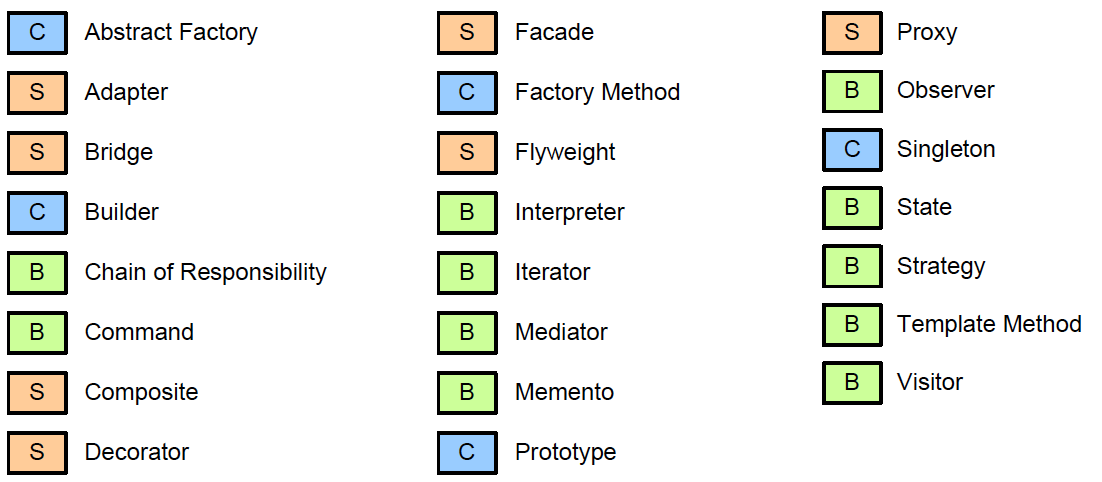 C Abstract Factory
S Adapter
S Bridge
C Builder
B Chain of Responsibility
B Command
S Composite
S Decorator
S Facade
C Factory Method
S Flyweight
B Interpreter
B Iterator
B Mediator
B Memento
C Prototype
S Proxy
B Observer
C Singleton
B State
B Strategy
B Template Method
B Visitor